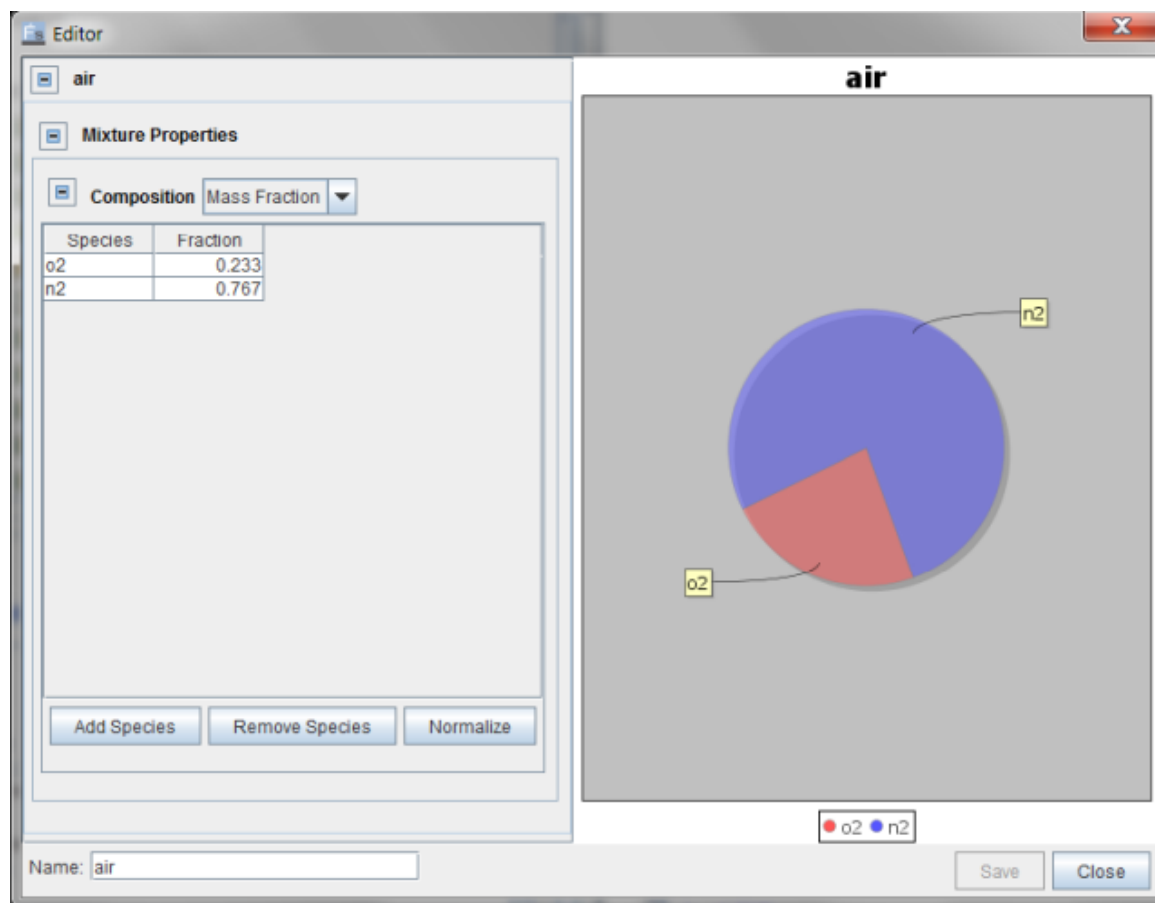 Editor
air
Mixture Properties
Composition Mass Fraction
Species Fraction
o2 0.233
n2 0.767
Add Species Remove Species Normalize
air
n2
o2
o2 n2
Name: air
Save Close